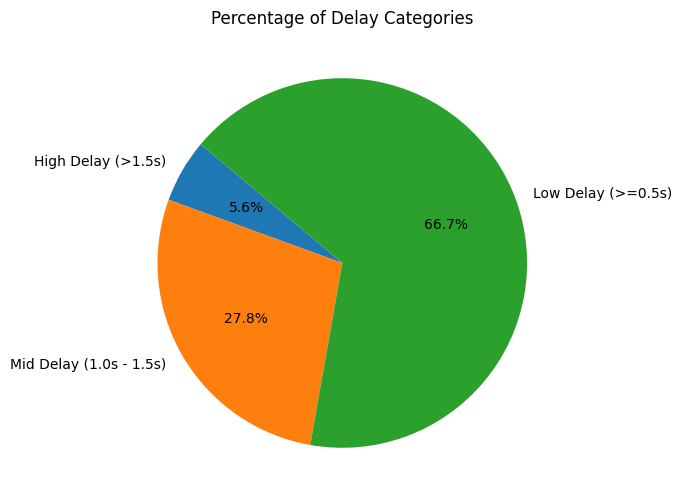 Percentage of Delay Categories
High Delay (>1.5s)
5.6%
Low Delay (>=0.5s)
66.7%
27.8%
Mid Delay (1.0s - 1.5s)